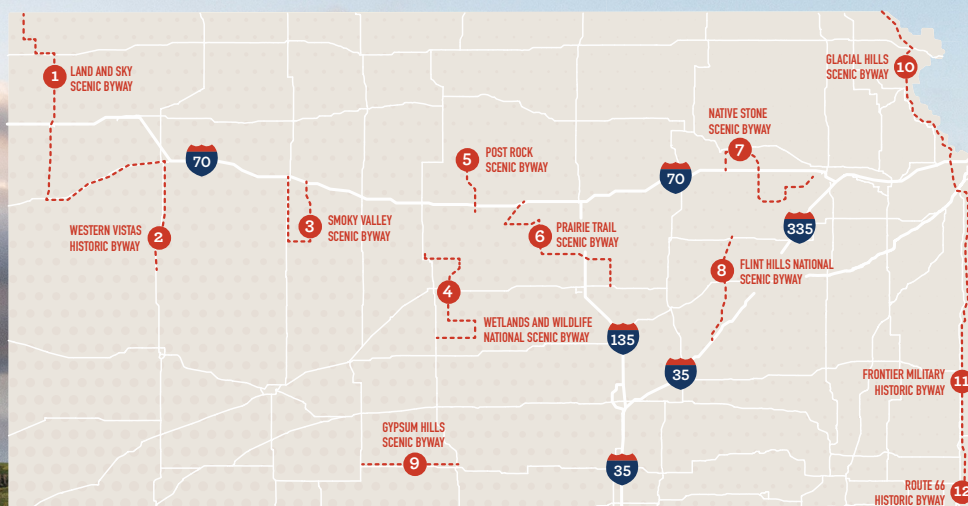 1
LAND AND SKY
SCENIC BYWAY
GLACIAL HILLS
SCENIC BYWAY
10
NATIVE STONE
SCENIC BYWAY
7
70
5
POST ROCK
SCENIC BYWAY
70
WESTERN VISTAS
HISTORIC BYWAY
2
3
SMOKY VALLEY
SCENIC BYWAY
6
PRAIRIE TRAIL
SCENIC BYWAY
335
8
FLINT HILLS NATIONAL
SCENIC BYWAY
4
WETLANDS AND WILDLIFE
NATIONAL SCENIC BYWAY
135
35
FRONTIER MILITARY
HISTORIC BYWAY
11
GYPSUM HILLS
SCENIC BYWAY
9
35
ROUTE 66
HISTORIC BYWAY
12